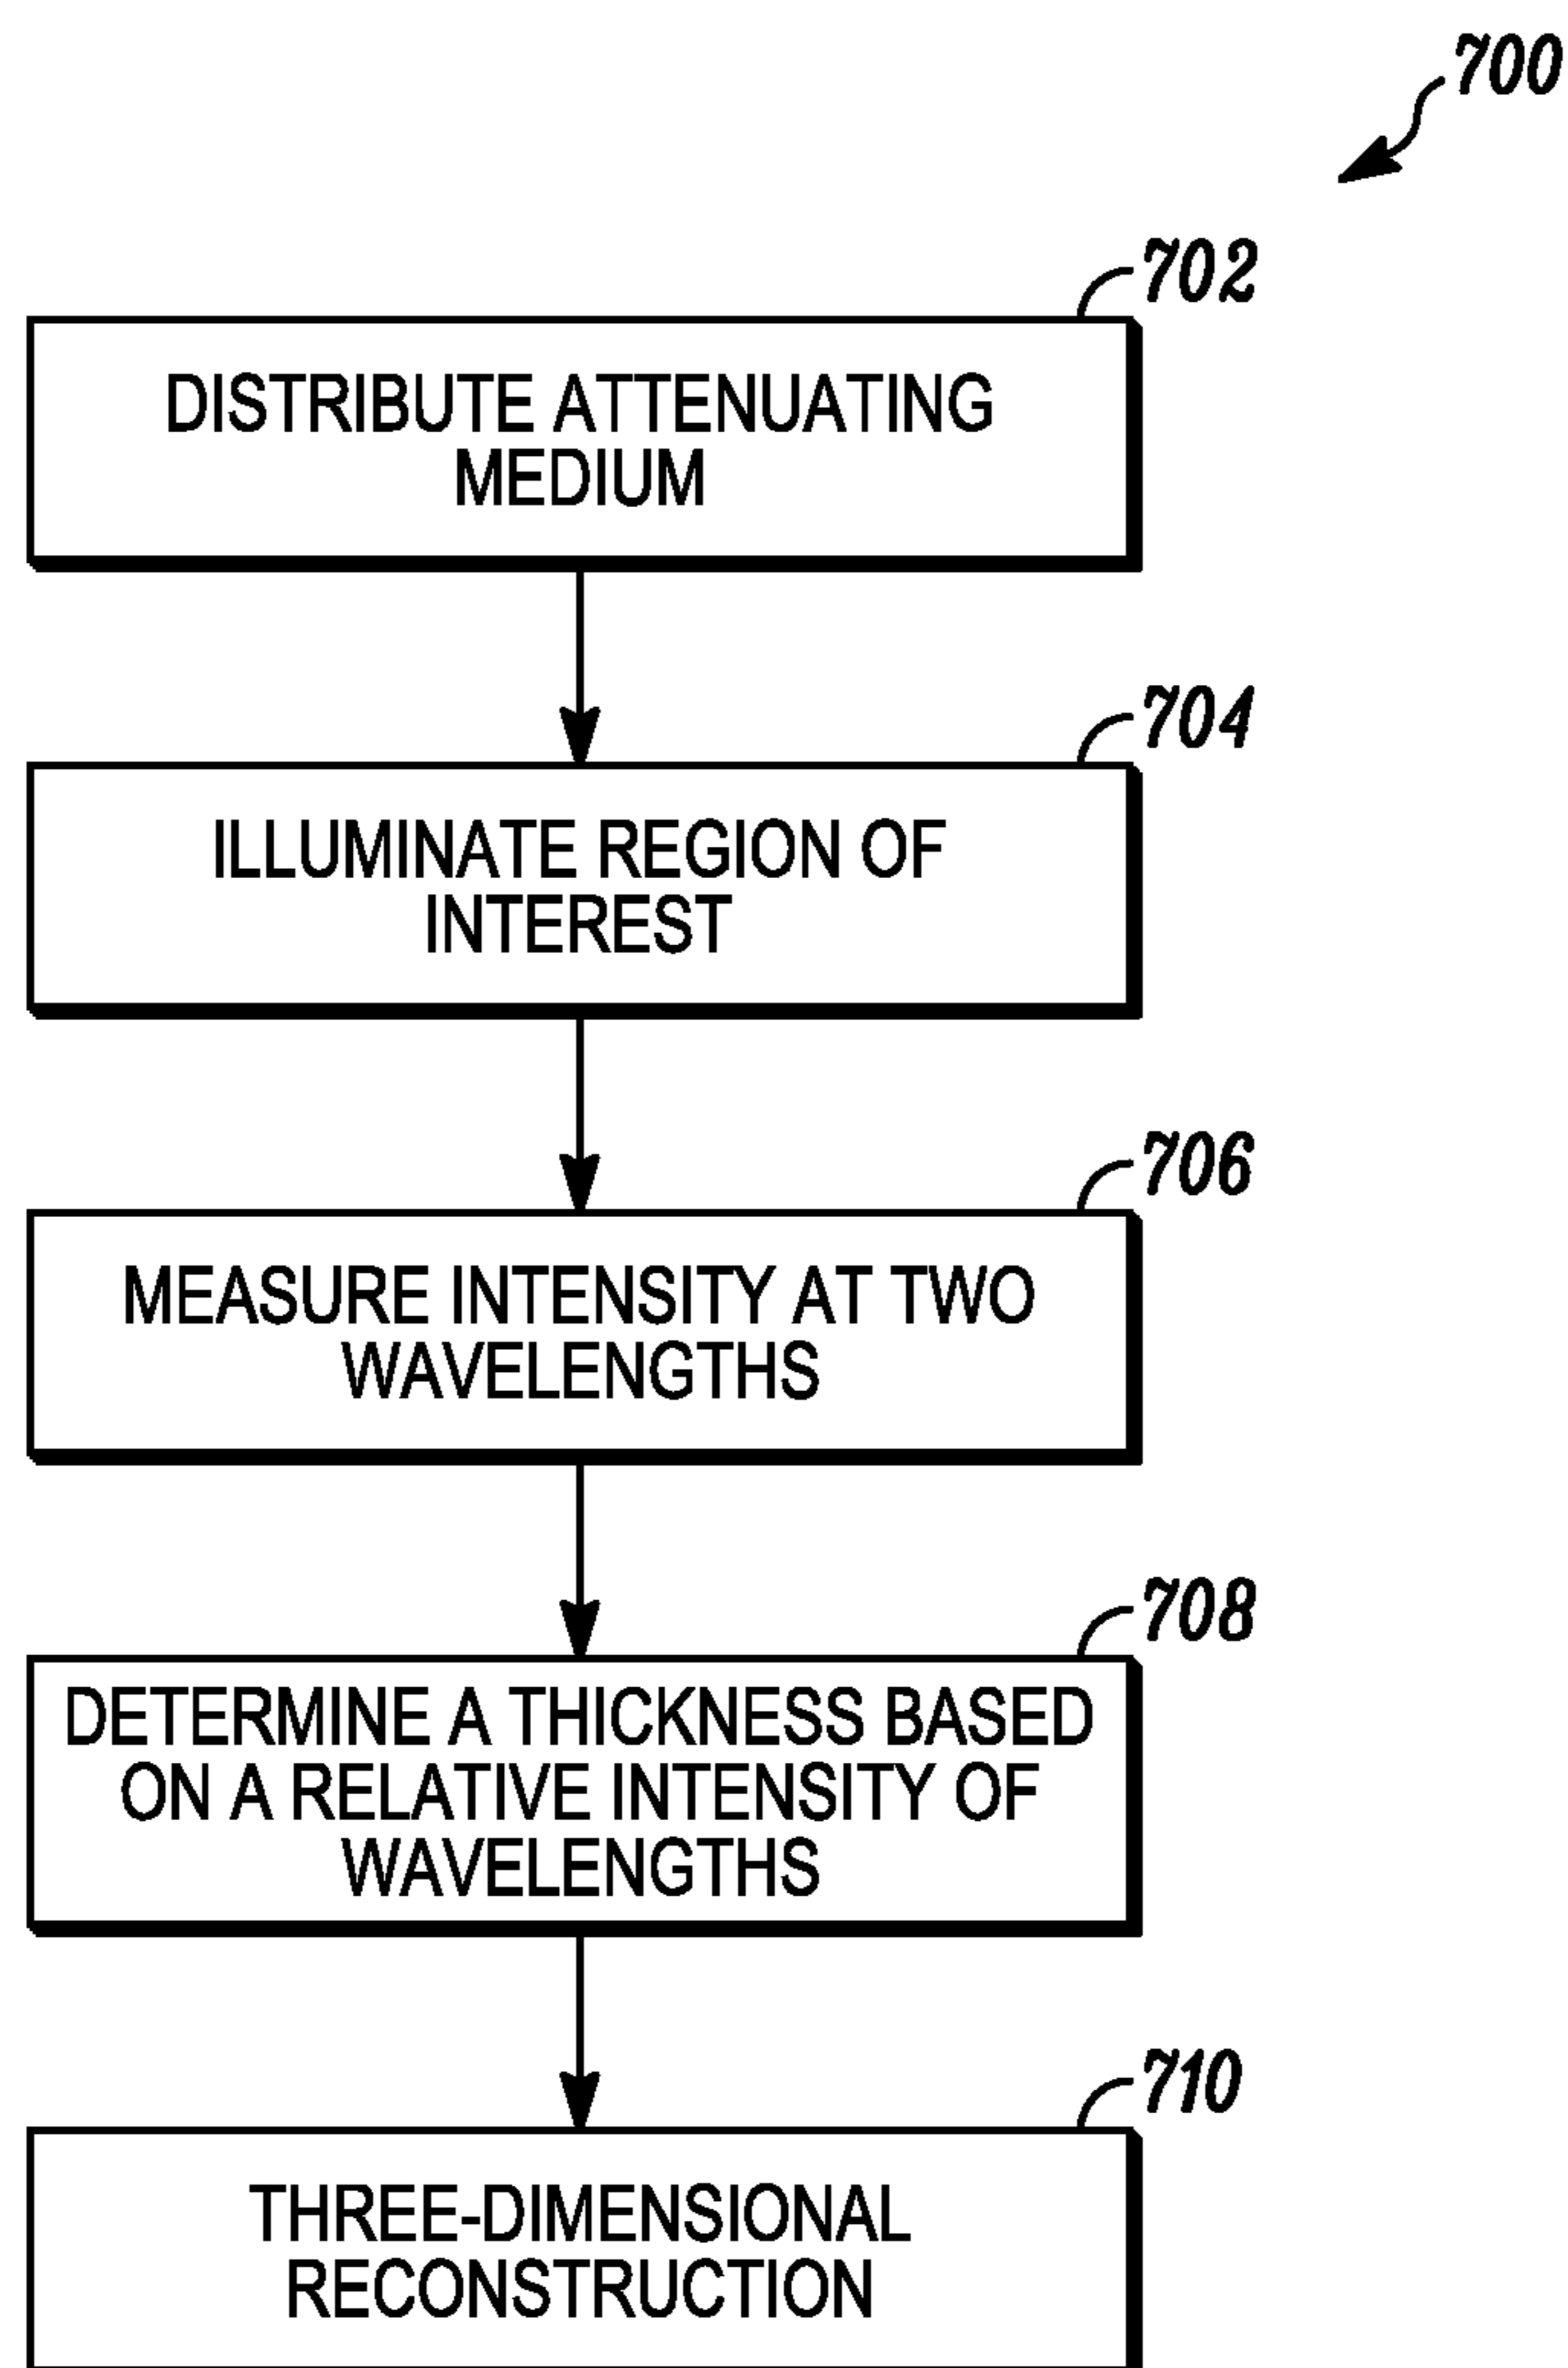 700
702
DISTRIBUTE ATTENUATING
MEDIUM
704
ILLUMINATE REGION OF
INTEREST
706
MEASURE INTENSITY AT TWO
WAVELENGTHS
708
DETERMINE A THICKNESS BASED
ON A RELATIVE INTENSITY OF
WAVELENGTHS
710
THREE-DIMENSIONAL
RECONSTRUCTION